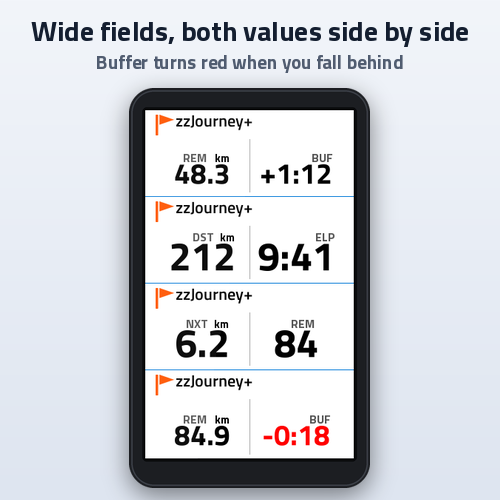 Wide fields, both values side by side
Buffer turns red when you fall behind
zzJourney+
REM km BUF
48.3 +1:12
zzJourney+
DST km ELP
212 9:41
zzJourney+
NXT km REM
6.2 84
zzJourney+
REM km BUF
84.9 -0:18